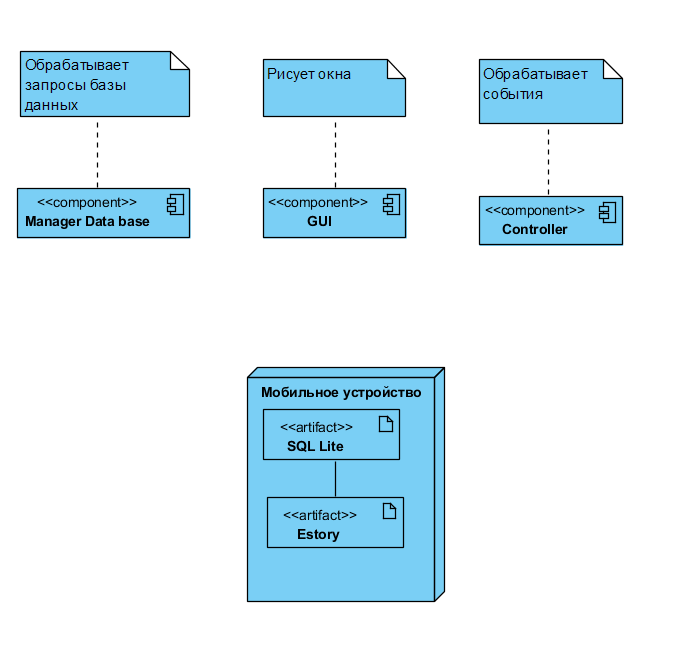 Обрабатывает
запросы базы
данных
Рисует окна
Обрабатывает
события
<<component>>
Manager Data base
<<component>>
GUI
<<component>>
Controller
Мобильное устройство
<<artifact>>
SQL Lite
<<artifact>>
Estory